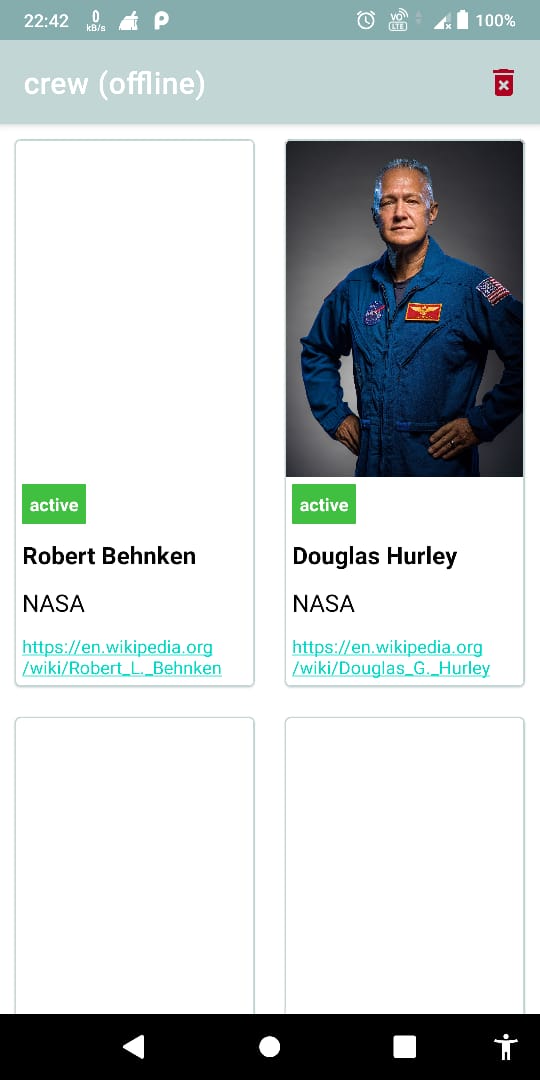 22:42 0 kB/s VO LTE 100%
crew (offline)
active
Robert Behnken
NASA
https://en.wikipedia.org
/wiki/Robert_L._Behnken
active
Douglas Hurley
NASA
https://en.wikipedia.org
/wiki/Douglas_G._Hurley